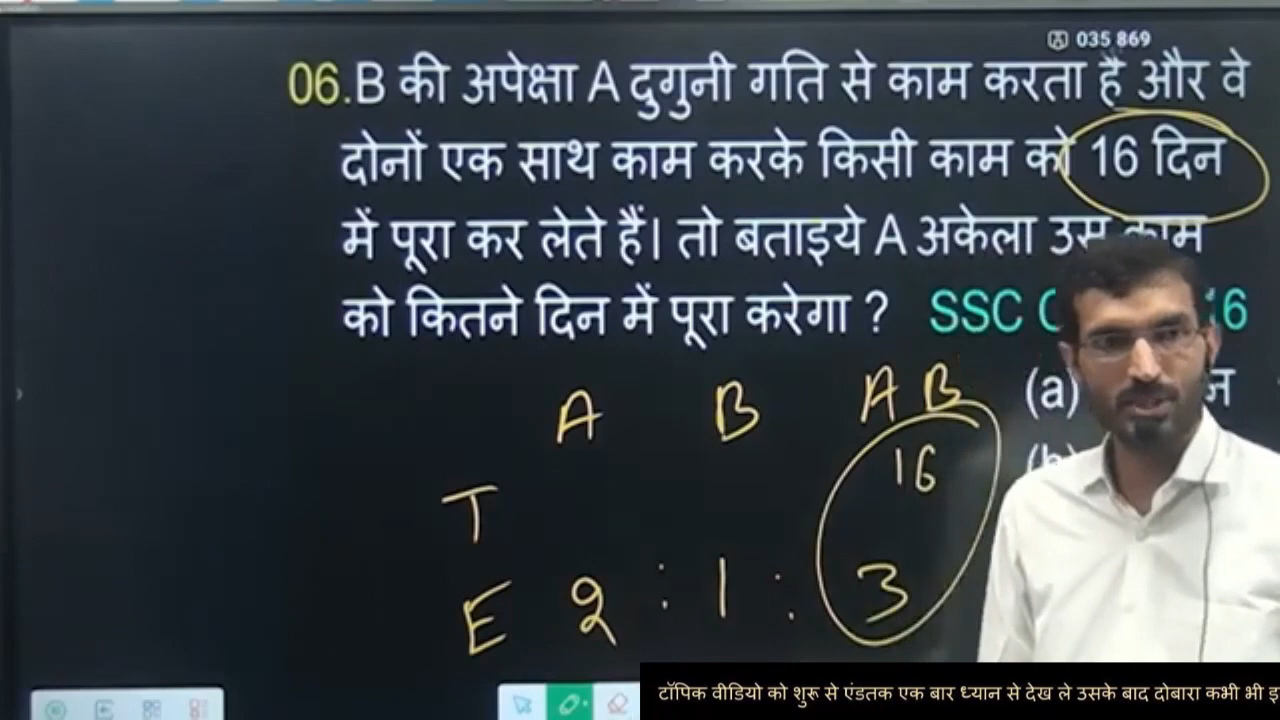 035 869
06.B की अपेक्षा A दुगुनी गति से काम करता है और वे
दोनों एक साथ काम करके किसी काम को 16 दिन
में पूरा कर लेते हैं। तो बताइये A अकेला उस काम
को कितने दिन में पूरा करेगा ? SSC
(a)
(b)
A B A B
T 16
E 2 : 1 : 3
टॉपिक वीडियो को शुरू से एंडतक एक बार ध्यान से देख ले उसके बाद दोबारा कभी भी